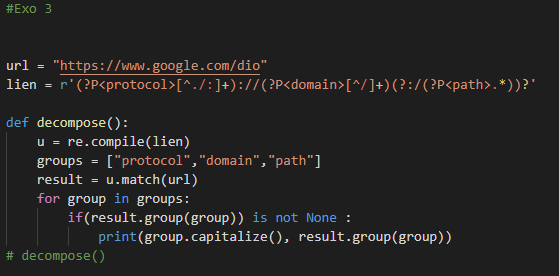 #Exo 3
url = "https://www.google.com/dio"
lien = r'(?P<protocol>[^./:]+)://(?P<domain>[^/]+)(?:/(?P<path>.*))?'
def decompose():
    u = re.compile(lien)
    groups = ["protocol","domain","path"]
    result = u.match(url)
    for group in groups:
        if(result.group(group)) is not None :
            print(group.capitalize(), result.group(group))
# decompose()